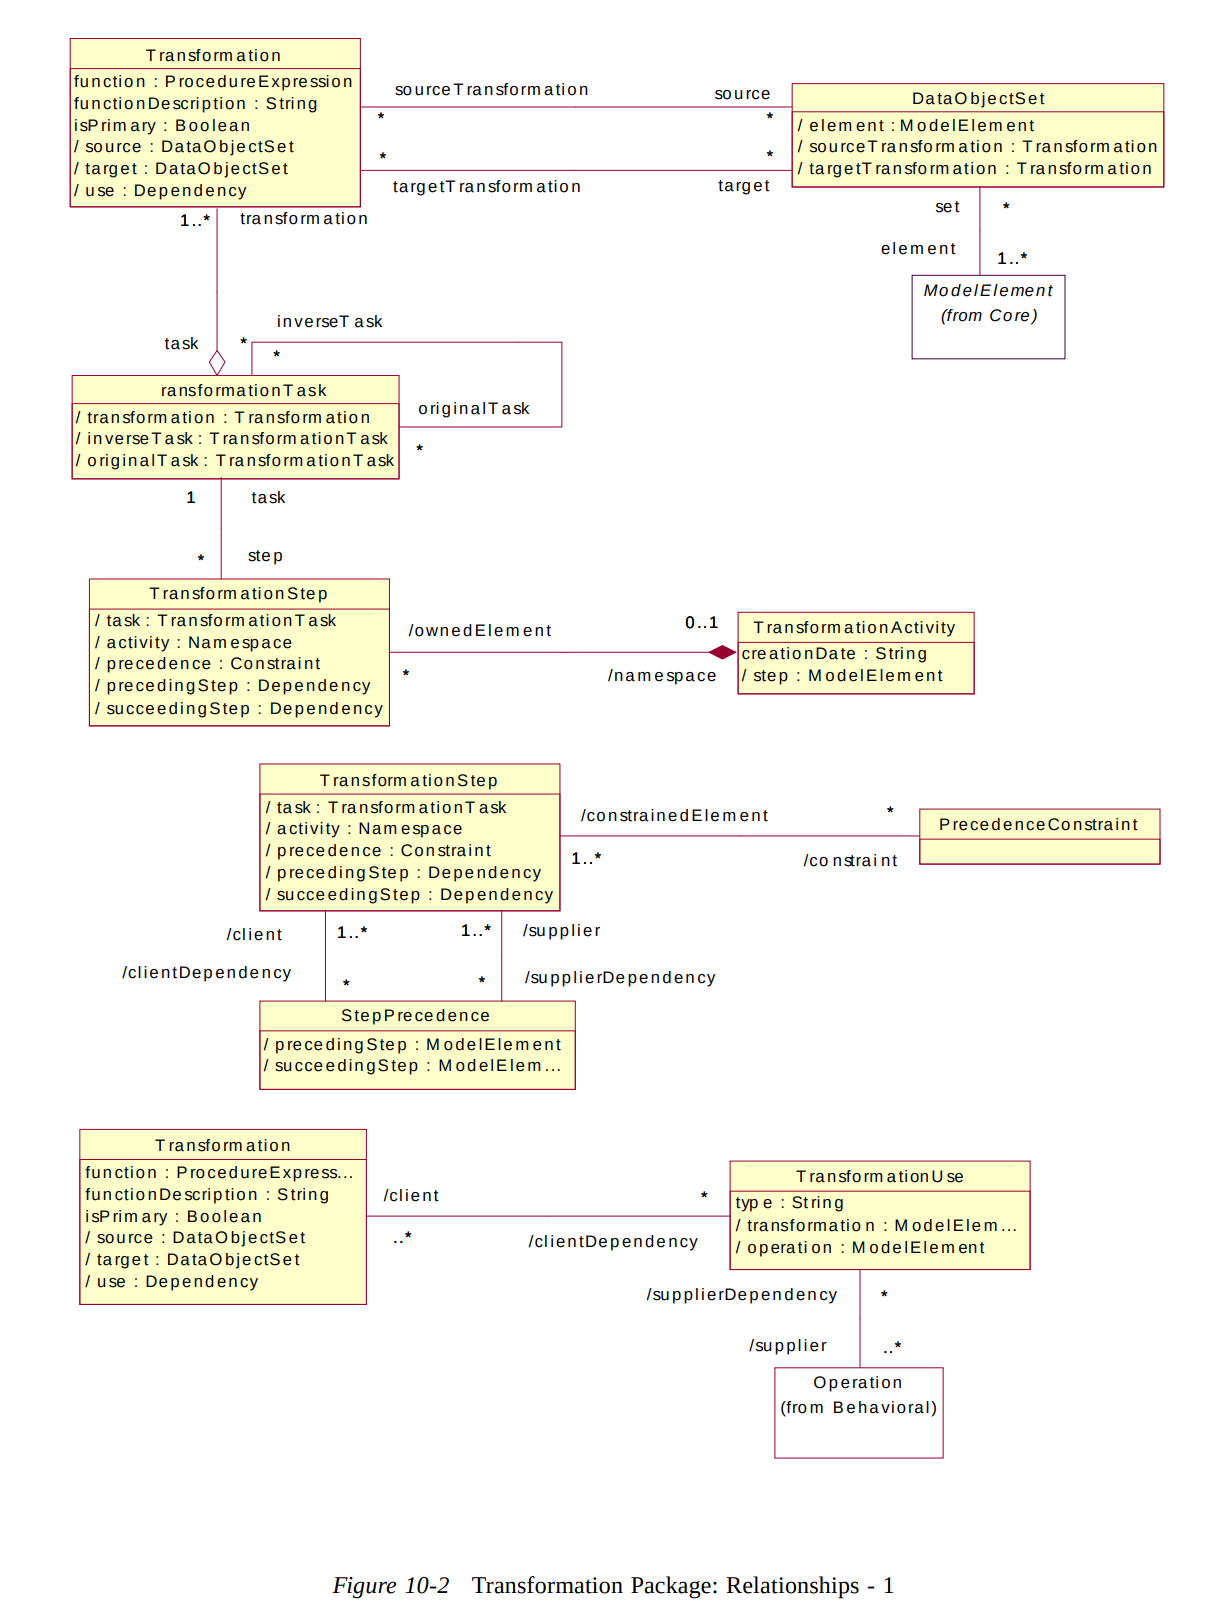 Transformation
function : ProcedureExpression
functionDescription : String
isPrimary : Boolean
/ source : DataObjectSet
/ target : DataObjectSet
/ use : Dependency
sourceTransformation
source
*
*
*
*
targetTransformation
target
DataObjectSet
/ element : ModelElement
/ sourceTransformation : Transformation
/ targetTransformation : Transformation
set
*
element
1..*
ModelElement
(from Core)
1..*
transformation
task
*
inverseTask
*
originalTask
*
ransformationTask
/ transformation : Transformation
/ inverseTask : TransformationTask
/ originalTask : TransformationTask
1
task
*
step
TransformationStep
/ task : TransformationTask
/ activity : Namespace
/ precedence : Constraint
/ precedingStep : Dependency
/ succeedingStep : Dependency
/ownedElement
0..1
*
/namespace
TransformationActivity
creationDate : String
/ step : ModelElement
TransformationStep
/ task : TransformationTask
/ activity : Namespace
/ precedence : Constraint
/ precedingStep : Dependency
/ succeedingStep : Dependency
/constrainedElement
*
1..*
/constraint
PrecedenceConstraint
/client
1..*
1..*
/supplier
/clientDependency
*
*
/supplierDependency
StepPrecedence
/ precedingStep : ModelElement
/ succeedingStep : ModelElem...
Transformation
function : ProcedureExpress...
functionDescription : String
isPrimary : Boolean
/ source : DataObjectSet
/ target : DataObjectSet
/ use : Dependency
/client
*
..*
/clientDependency
TransformationUse
type : String
/ transformation : ModelElem...
/ operation : ModelElement
/supplierDependency
*
/supplier
..*
Operation
(from Behavioral)
Figure 10-2 Transformation Package: Relationships - 1